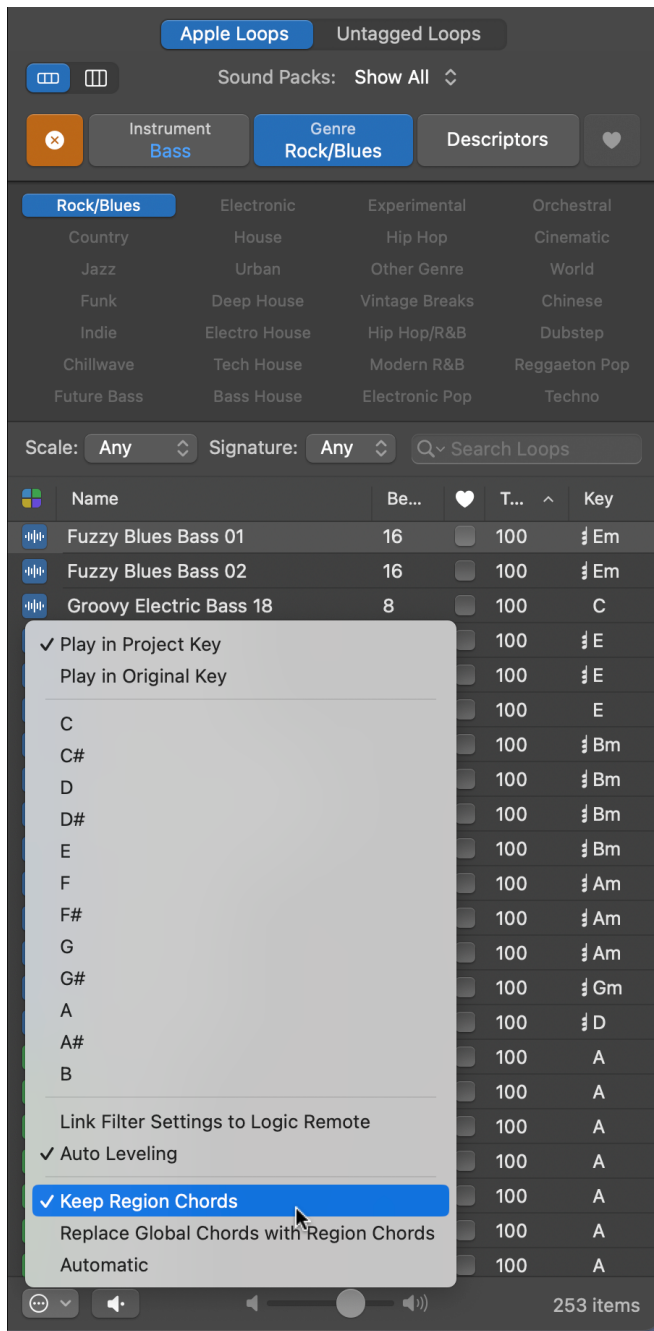 Apple Loops Untagged Loops
Sound Packs: Show All
Instrument Genre
Bass Rock/Blues Descriptors
Rock/Blues Electronic Experimental Orchestral
Country House Hip Hop Cinematic
Jazz Urban Other Genre World
Funk Deep House Vintage Breaks Chinese
Indie Electro House Hip Hop/R&B Dubstep
Chillwave Tech House Modern R&B Reggaeton Pop
Future Bass Bass House Electronic Pop Techno
Scale: Any Signature: Any Search Loops
Name Be... T... Key
Fuzzy Blues Bass 01 16 100 Em
Fuzzy Blues Bass 02 16 100 Em
Groovy Electric Bass 18 8 100 C
✓ Play in Project Key 100 E
Play in Original Key 100 E
100 E
C 100 Bm
C#
D 100 Bm
D# 100 Bm
E 100 Bm
F 100 Am
F# 100 Am
G 100 Am
G# 100 Gm
A 100 D
A# 100 A
B 100 A
Link Filter Settings to Logic Remote 100 A
✓ Auto Leveling 100 A
✓ Keep Region Chords 100 A
Replace Global Chords with Region Chords 100 A
Automatic 100 A
253 items